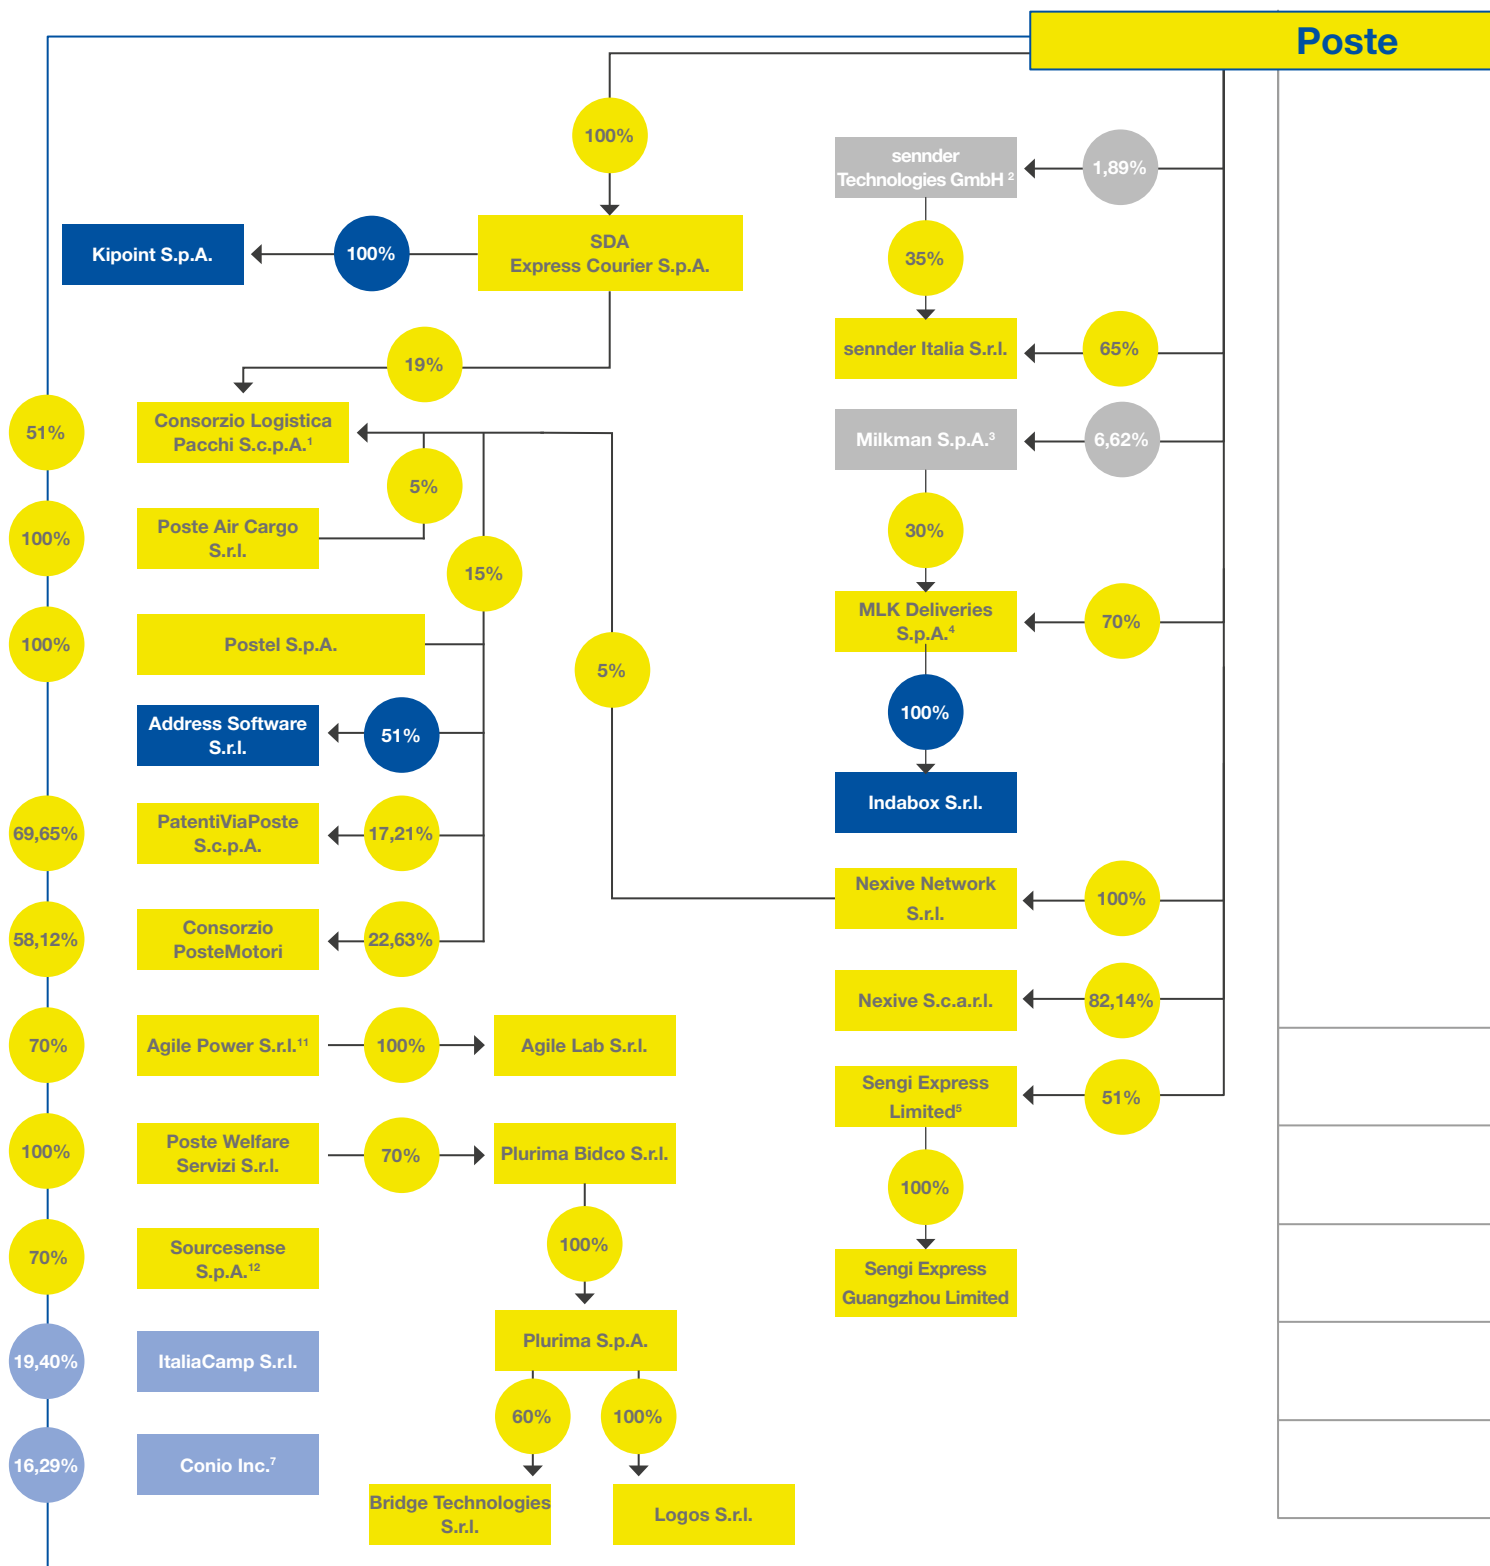 Poste
100%
sennder
Technologies GmbH ²
1,89%
Kipoint S.p.A.
100%
SDA
Express Courier S.p.A.
35%
sennder Italia S.r.l.
65%
19%
51%
Consorzio Logistica
Pacchi S.c.p.A.¹
Milkman S.p.A.³
6,62%
5%
100%
Poste Air Cargo
S.r.l.
30%
15%
MLK Deliveries
S.p.A.⁴
70%
100%
Postel S.p.A.
5%
Address Software
S.r.l.
51%
100%
Indabox S.r.l.
69,65%
PatentiViaPoste
S.c.p.A.
17,21%
Nexive Network
S.r.l.
100%
58,12%
Consorzio
PosteMotori
22,63%
Nexive S.c.a.r.l.
82,14%
70%
Agile Power S.r.l.¹¹
100%
Agile Lab S.r.l.
Sengi Express
Limited⁵
51%
100%
Poste Welfare
Servizi S.r.l.
70%
Plurima Bidco S.r.l.
100%
70%
Sourcesense
S.p.A.¹²
100%
Sengi Express
Guangzhou Limited
19,40%
ItaliaCamp S.r.l.
Plurima S.p.A.
60%
100%
16,29%
Conio Inc.⁷
Bridge Technologies
S.r.l.
Logos S.r.l.